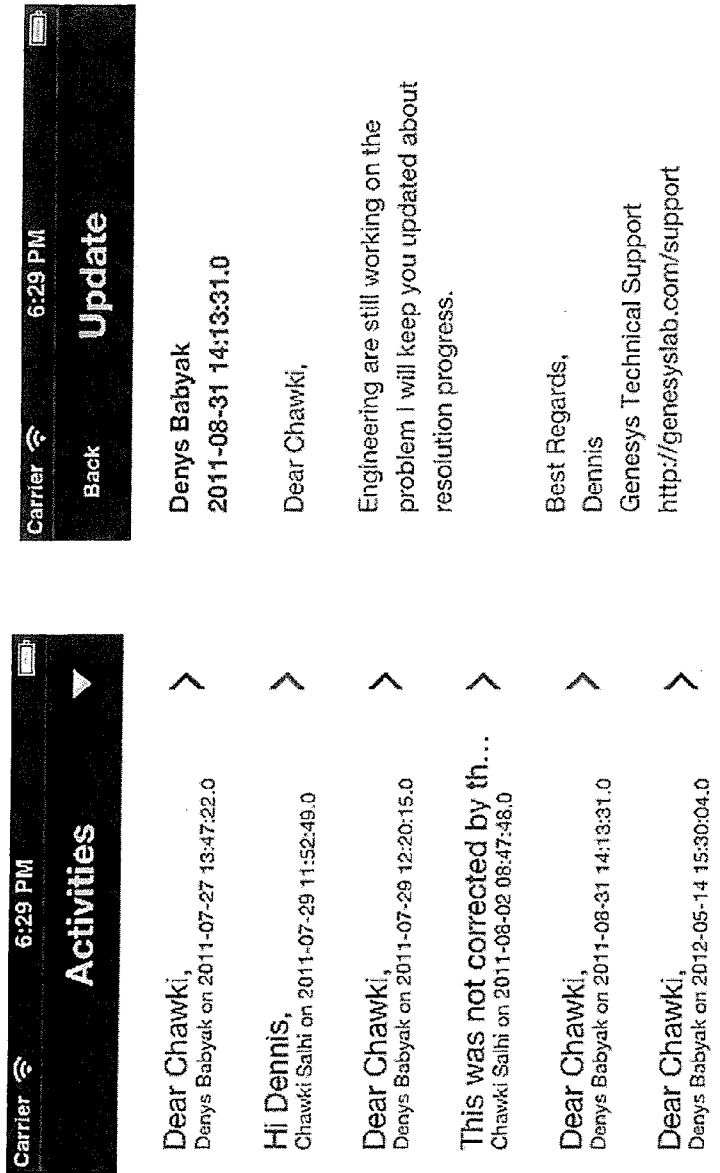 Carrier 6:29 PM
Activities
Dear Chawki,
Denys Babyak on 2011-07-27 13:47:22.0
Hi Dennis,
Chawki Salhi on 2011-07-29 11:52:49.0
Dear Chawki,
Denys Babyak on 2011-07-29 12:20:15.0
This was not corrected by th...
Chawki Salhi on 2011-08-02 08:47:48.0
Dear Chawki,
Denys Babyak on 2011-08-31 14:13:31.0
Dear Chawki,
Denys Babyak on 2012-05-14 15:30:04.0
Carrier 6:29 PM
Back Update
Denys Babyak
2011-08-31 14:13:31.0
Dear Chawki,
Engineering are still working on the
problem I will keep you updated about
resolution progress.
Best Regards,
Dennis
Genesys Technical Support
http://genesyslab.com/support